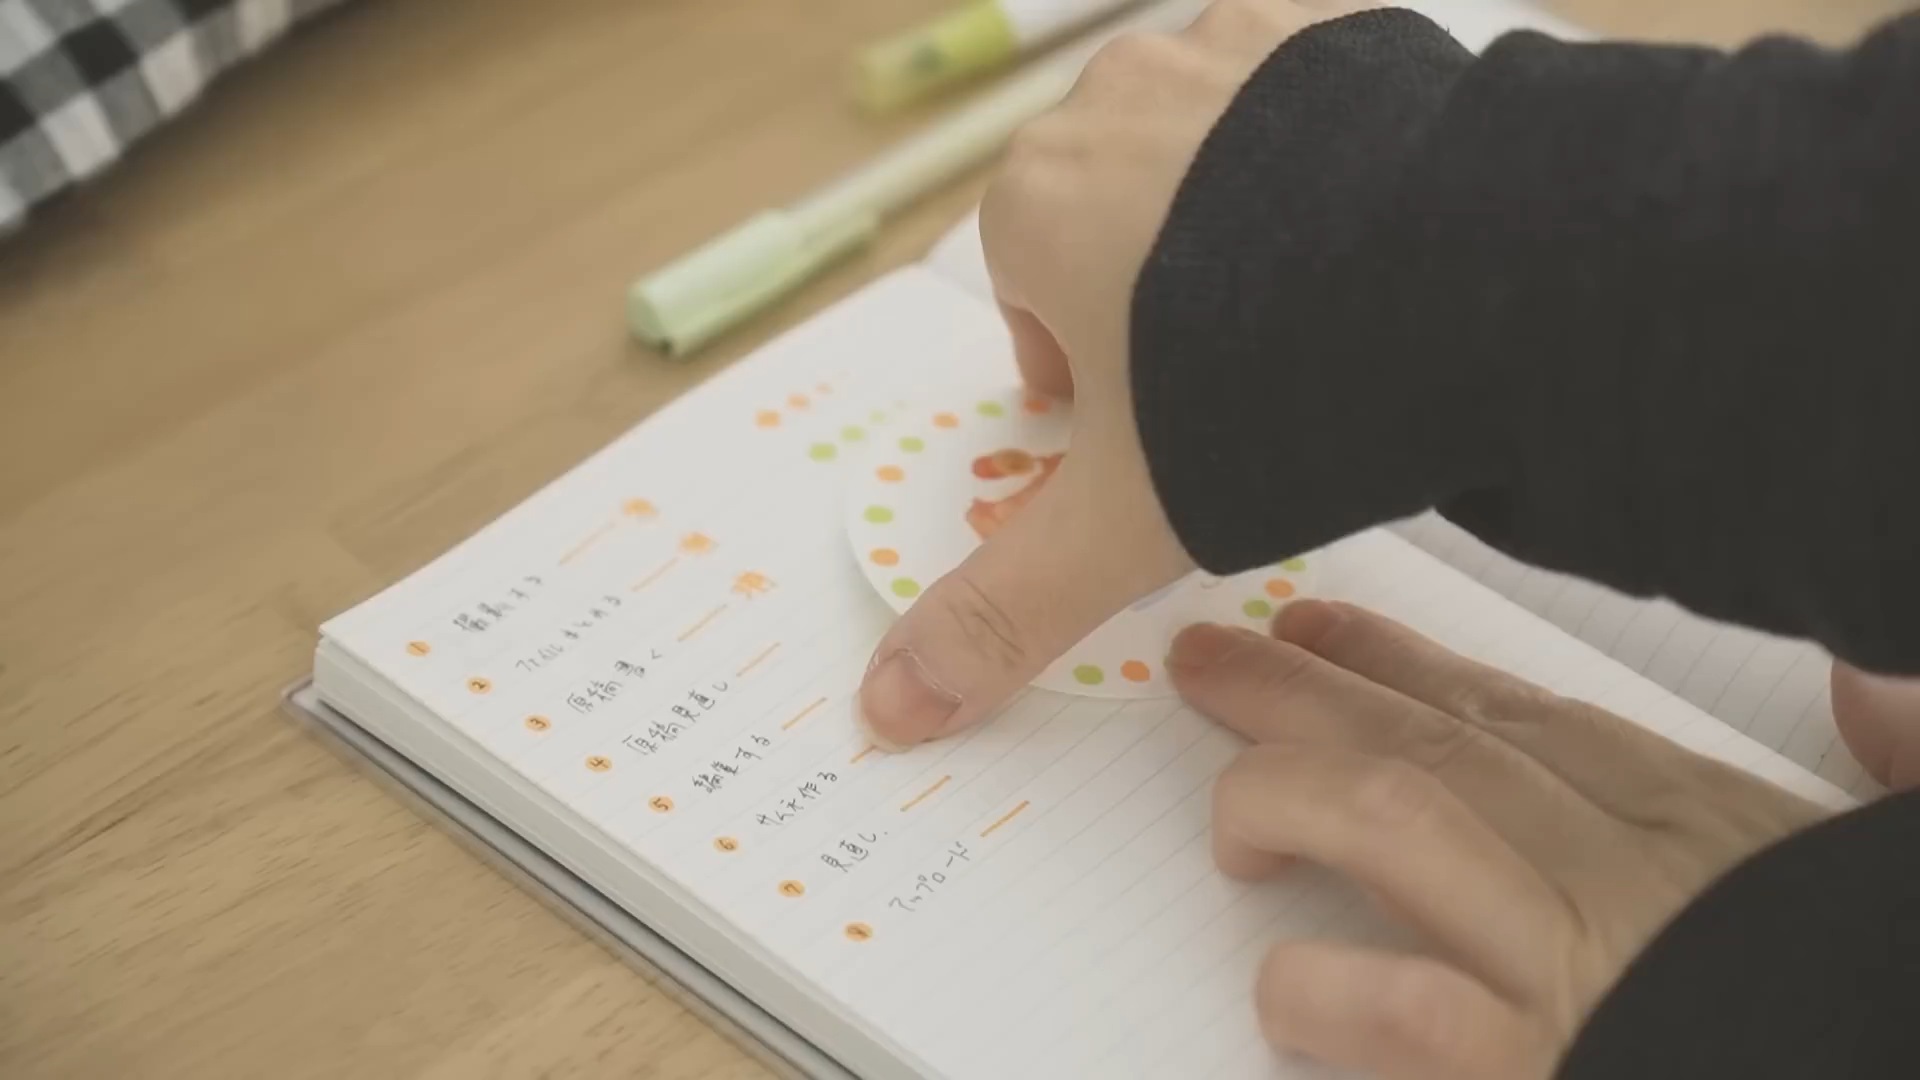 1 撮影する
2 ファイルまとめる
3 原稿書く
4 原稿見直し
5 編集する
6 サムネ作る
7 見直し
8 アップロード